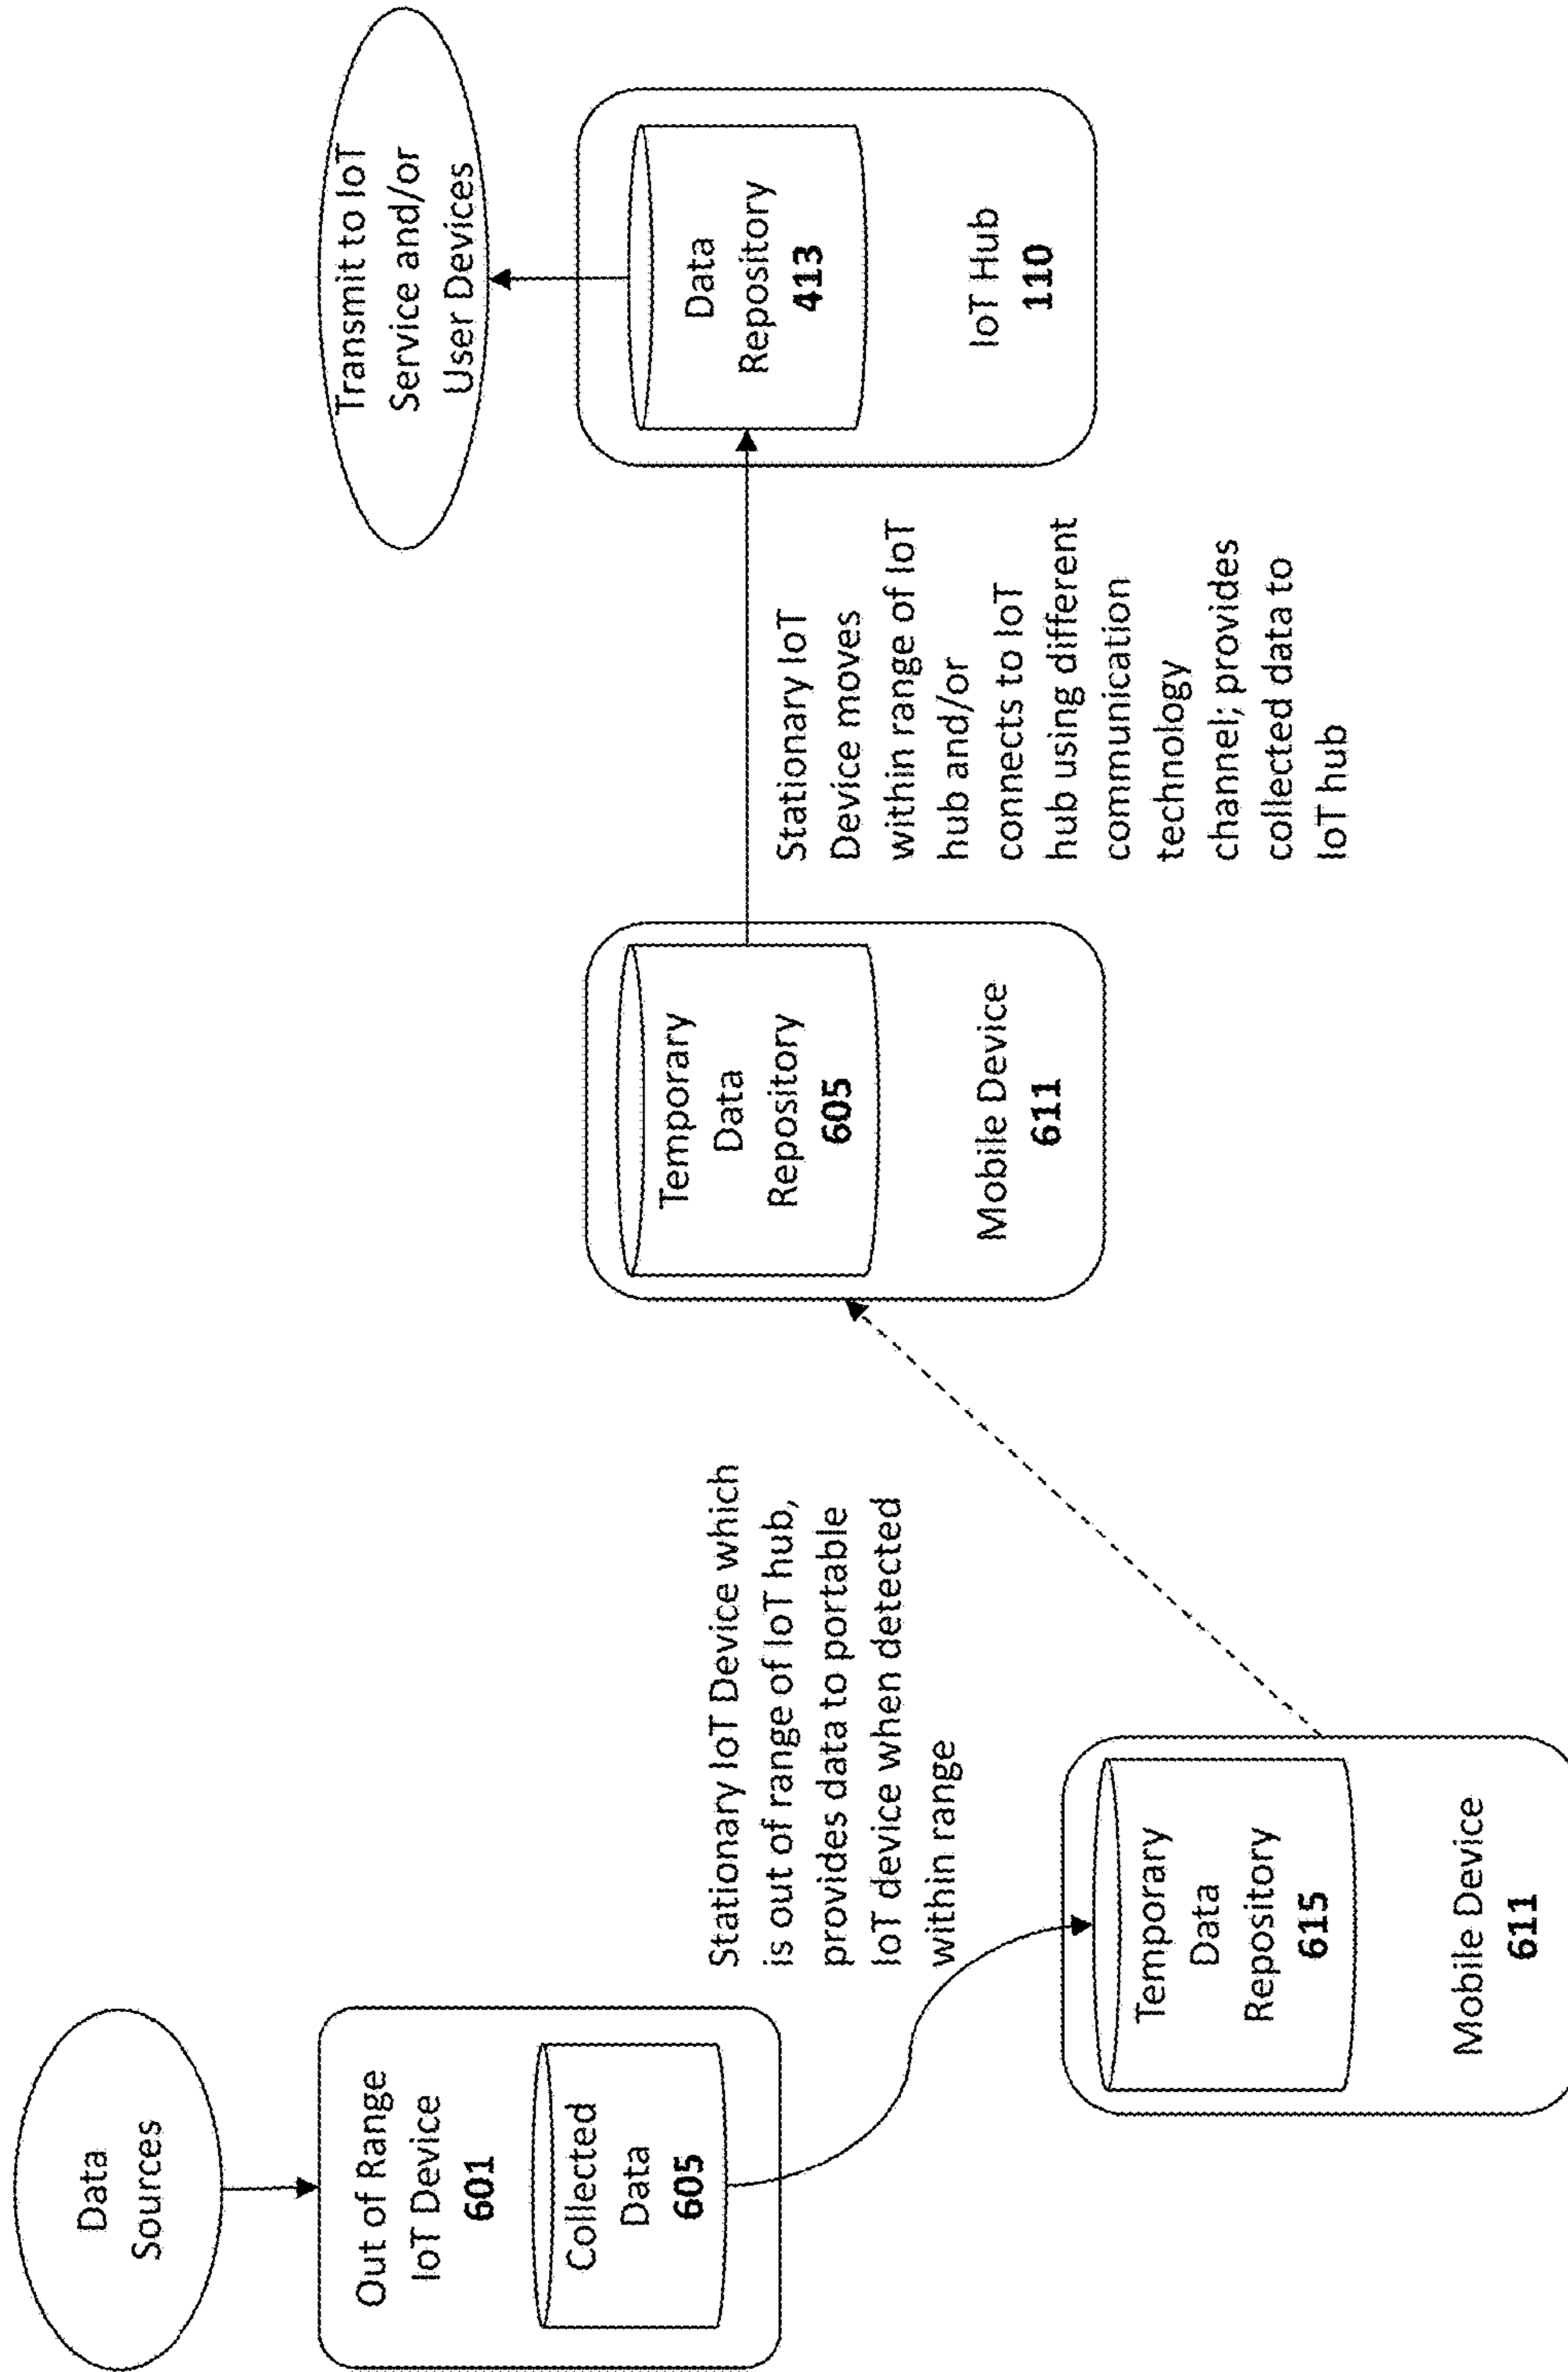 Data
Sources
Out of Range
IoT Device
601
Collected
Data
605
Stationary IoT Device which
is out of range of IoT hub,
provides data to portable
IoT device when detected
within range
Temporary
Data
Repository
615
Mobile Device
611
Temporary
Data
Repository
605
Mobile Device
611
Stationary IoT
Device moves
within range of IoT
hub and/or
connects to IoT
hub using different
communication
technology
channel; provides
collected data to
IoT hub
Transmit to IoT
Service and/or
User Devices
Data
Repository
413
IoT Hub
110